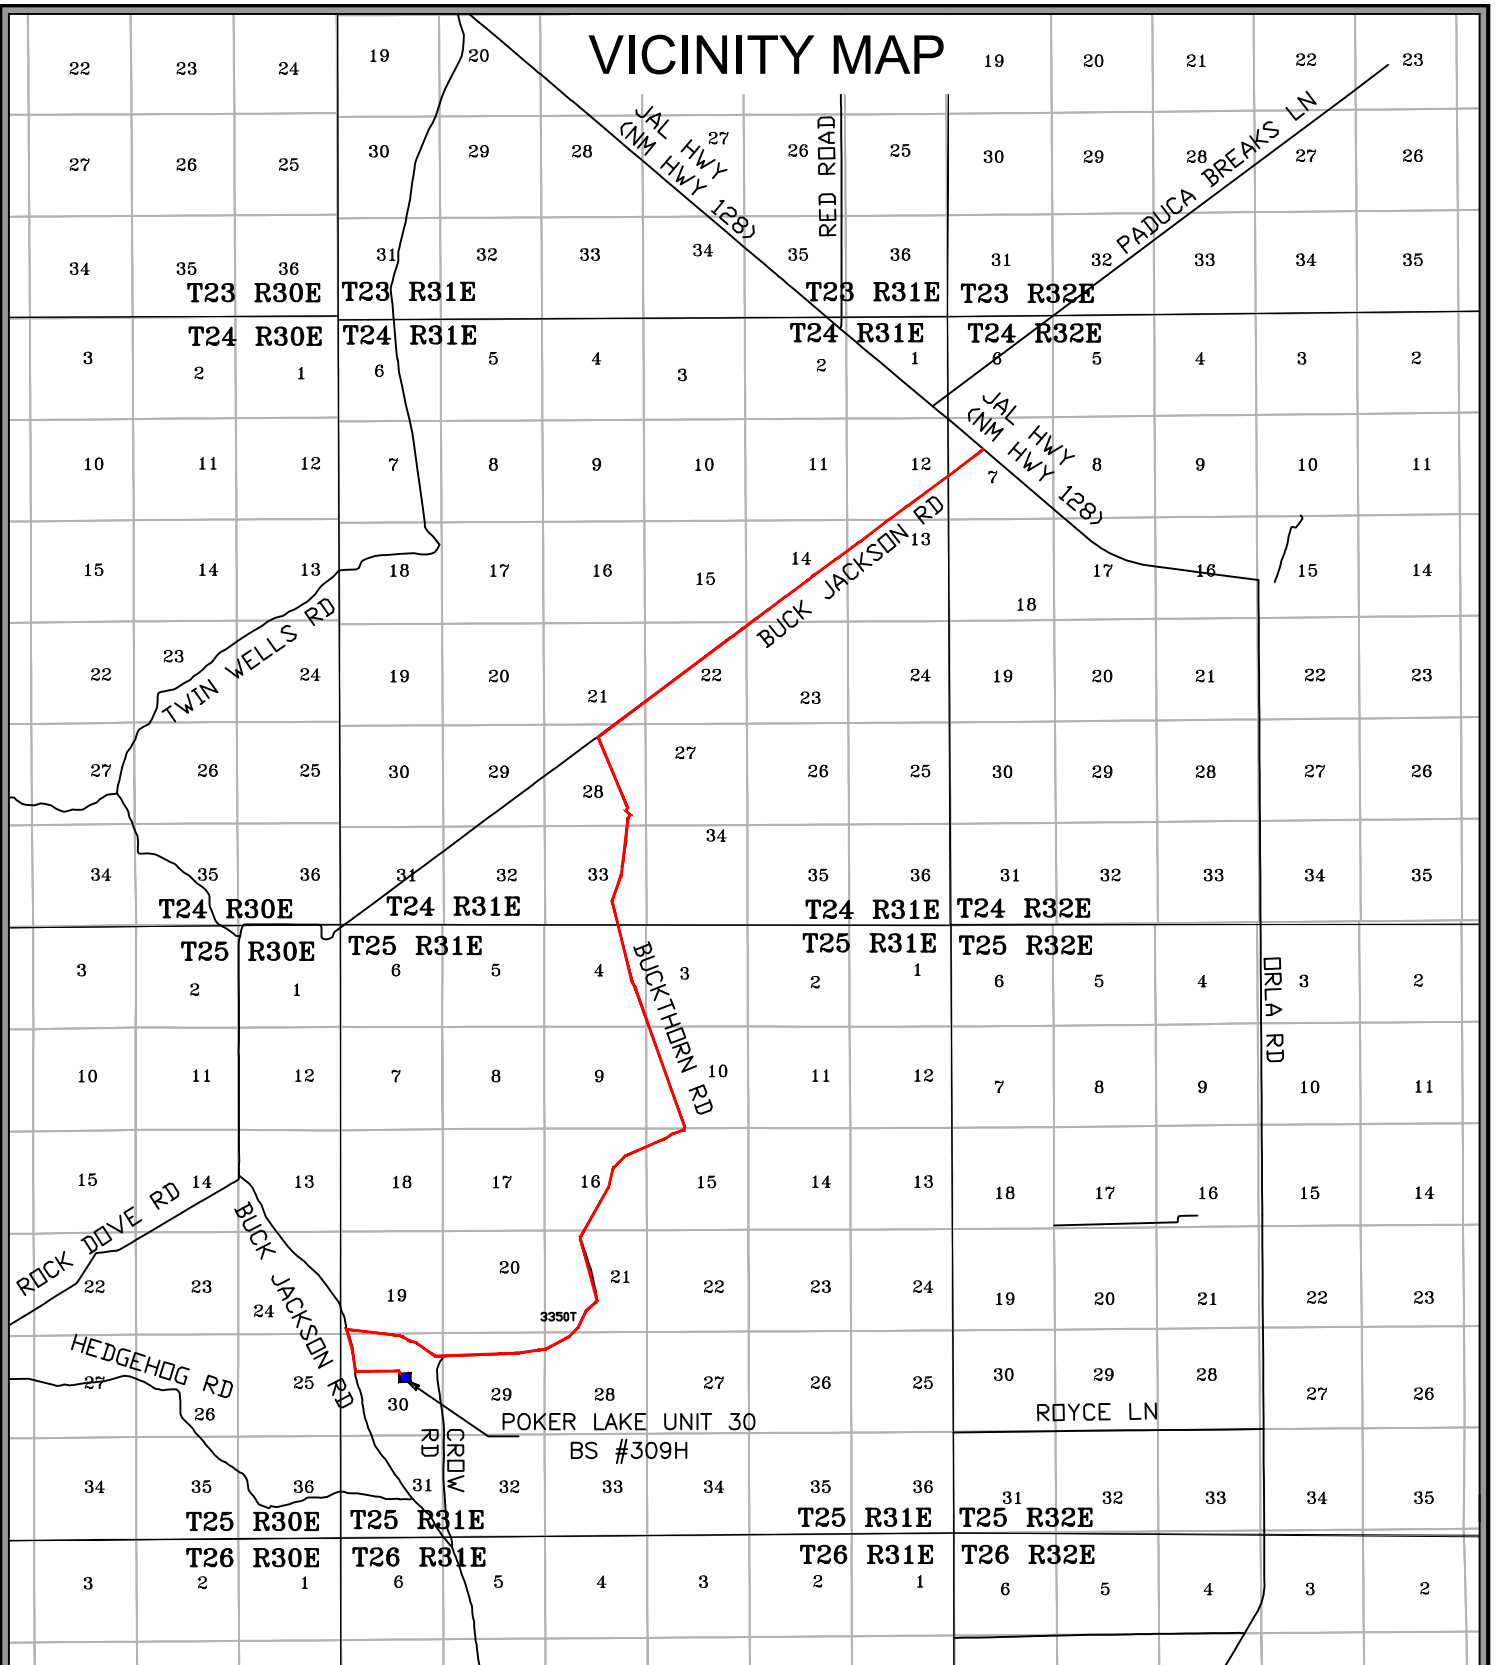 VICINITY MAP
22 23 24 19 20 19 20 21 22 23
JAL HWY
(NM HWY 128)
RED ROAD
PADUCA BREAKS LN
27 26 25 30 29 28 27 26 25 30 29 28 27 26
34 35 36 31 32 33 34 35 36 31 32 33 34 35
T23 R30E T23 R31E T23 R31E T23 R32E
T24 R30E T24 R31E T24 R31E T24 R32E
3 2 1 6 5 4 3 2 1 6 5 4 3 2
JAL HWY
(NM HWY 128)
10 11 12 7 8 9 10 11 12 7 8 9 10 11
BUCK JACKSON RD
15 14 13 18 17 16 15 14 13 18 17 16 15 14
TWIN WELLS RD
22 23 24 19 20 21 22 23 24 19 20 21 22 23
27 26 25 30 29 28 27 26 25 30 29 28 27 26
34 35 36 31 32 33 34 35 36 31 32 33 34 35
T24 R30E T24 R31E T24 R31E T24 R32E
T25 R30E T25 R31E T25 R31E T25 R32E
3 2 1 6 5 4 3 2 1 6 5 4 3 2
BUCKTHORN RD
ORLA RD
10 11 12 7 8 9 10 11 12 7 8 9 10 11
15 14 13 18 17 16 15 14 13 18 17 16 15 14
ROCK DOVE RD
BUCK JACKSON RD
22 23 24 19 20 21 22 23 24 19 20 21 22 23
3350T
HEDGEHOG RD
27 26 25 30 29 28 27 26 25 30 29 28 27 26
POKER LAKE UNIT 30
BS #309H
ROYCE LN
CROW
RD
34 35 36 31 32 33 34 35 36 31 32 33 34 35
T25 R30E T25 R31E T25 R31E T25 R32E
T26 R30E T26 R31E T26 R31E T26 R32E
3 2 1 6 5 4 3 2 1 6 5 4 3 2